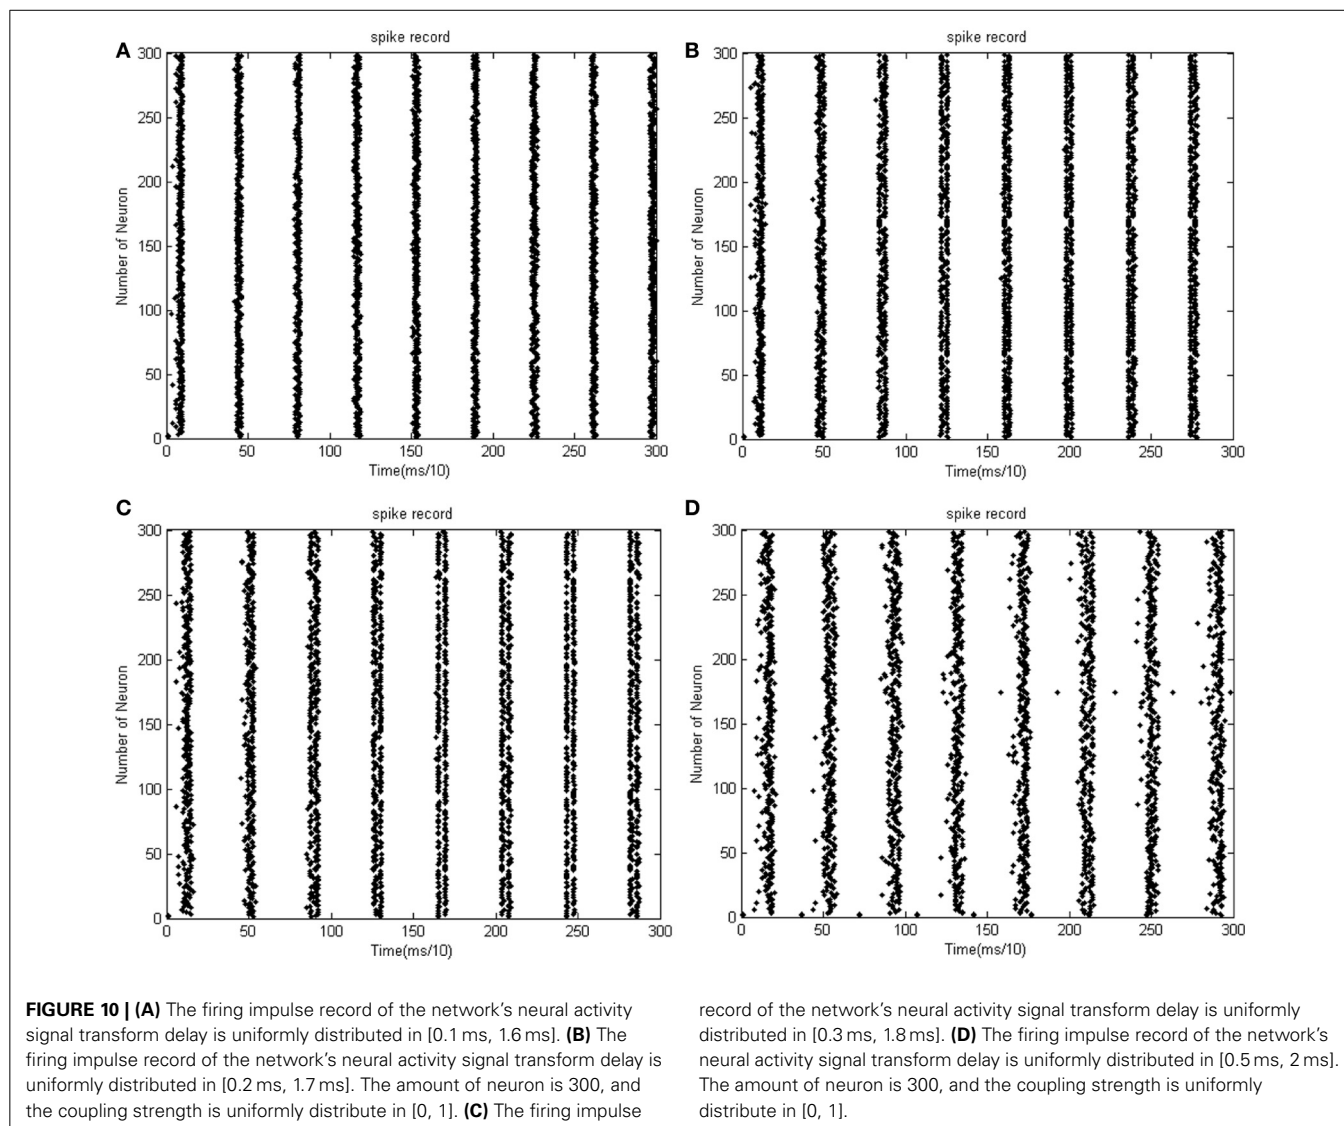 A
spike record
300
250
200
150
100
50
0
Number of Neuron
0 50 100 150 200 250 300
Time(ms/10)
B
spike record
300
250
200
150
100
50
0
Number of Neuron
0 50 100 150 200 250 300
Time(ms/10)
C
spike record
300
250
200
150
100
50
0
Number of Neuron
0 50 100 150 200 250 300
Time(ms/10)
D
spike record
300
250
200
150
100
50
0
Number of Neuron
0 50 100 150 200 250 300
Time(ms/10)
FIGURE 10 | (A) The firing impulse record of the network's neural activity
signal transform delay is uniformly distributed in [0.1 ms, 1.6 ms]. (B) The
firing impulse record of the network's neural activity signal transform delay is
uniformly distributed in [0.2 ms, 1.7 ms]. The amount of neuron is 300, and
the coupling strength is uniformly distribute in [0, 1]. (C) The firing impulse
record of the network's neural activity signal transform delay is uniformly
distributed in [0.3 ms, 1.8 ms]. (D) The firing impulse record of the network's
neural activity signal transform delay is uniformly distributed in [0.5 ms, 2 ms].
The amount of neuron is 300, and the coupling strength is uniformly
distribute in [0, 1].